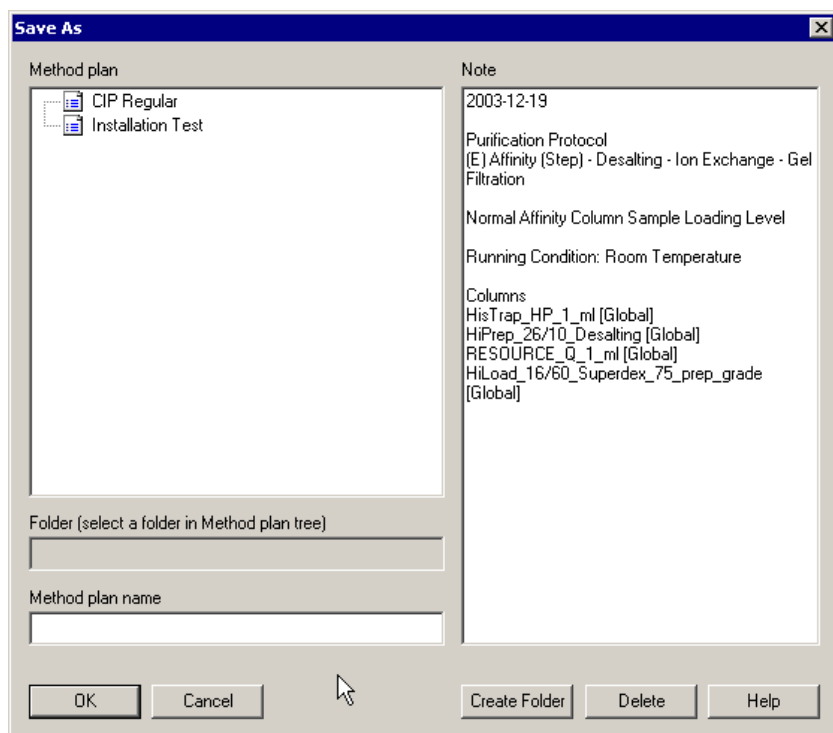 Save As
Method plan
CIP Regular
Installation Test
Folder (select a folder in Method plan tree)
Method plan name
OK
Cancel
Note
2003-12-19
Purification Protocol
(E) Affinity (Step) - Desalting - Ion Exchange - Gel
Filtration
Normal Affinity Column Sample Loading Level
Running Condition: Room Temperature
Columns
HisTrap_HP_1_ml [Global]
HiPrep_26/10_Desalting [Global]
RESOURCE_Q_1_ml [Global]
HiLoad_16/60_Superdex_75_prep_grade
[Global]
Create Folder
Delete
Help